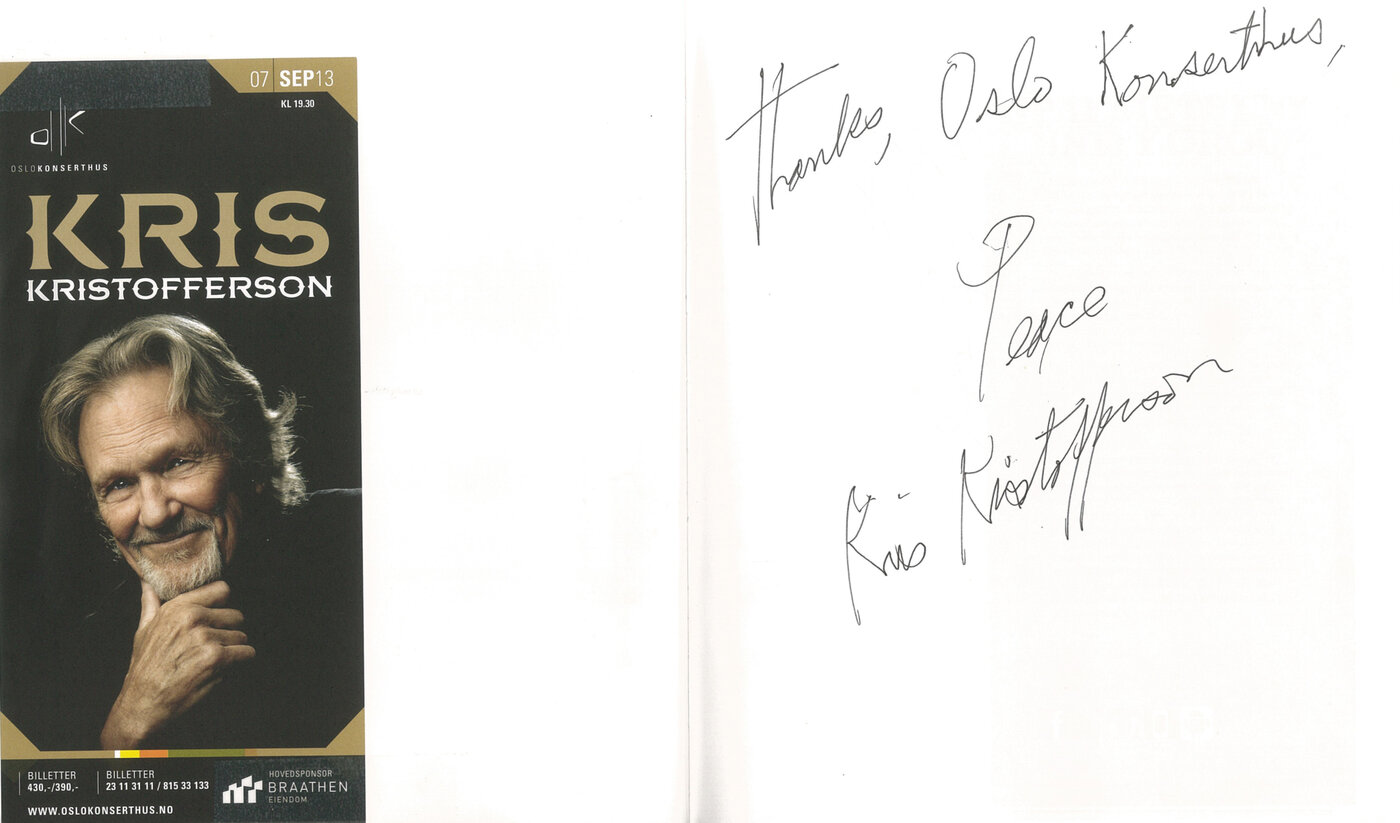 07 SEP13
KL 19.30
OSLOKONSERTHUS
KRIS
KRISTOFFERSON
BILLETTER
430,-/390,-
BILLETTER
23 11 31 11 / 815 33 133
HOVEDSPONSOR
BRAATHEN
EIENDOM
WWW.OSLOKONSERTHUS.NO
Thanks, Oslo Konserthus,
Peace
Kris Kristofferson